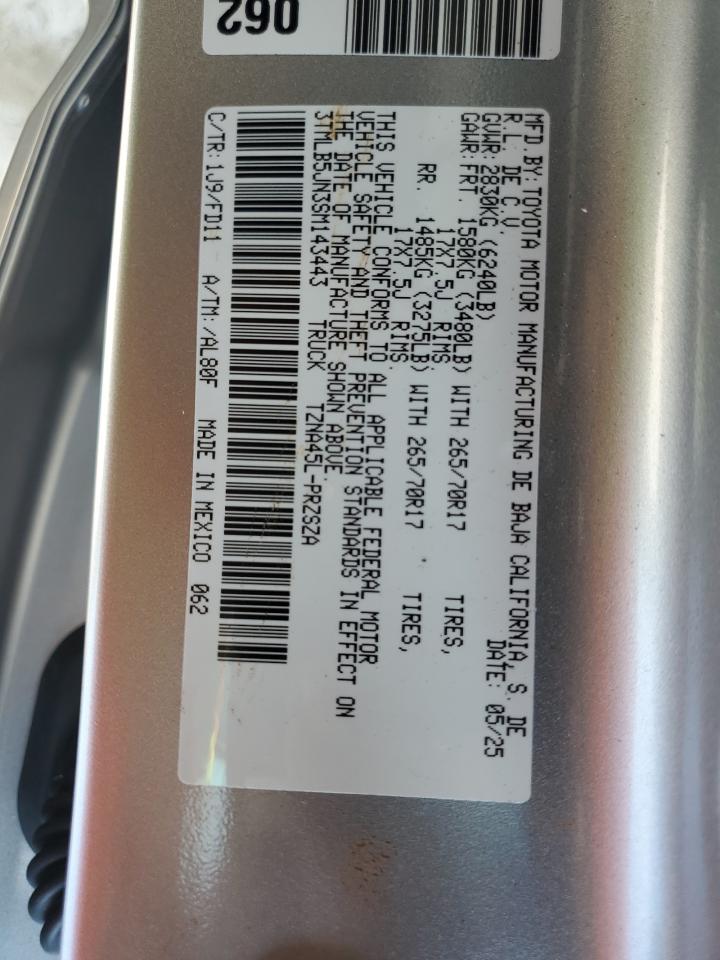 062
MFD.BY: TOYOTA MOTOR MANUFACTURING DE BAJA CALIFORNIA, S. DE
R.L. DE C.V. DATE: 05/25
GVWR: 2830KG (6240LB)
GAWR: FRT. 1580KG (3480LB) WITH 265/70R17 TIRES,
17X7.5J RIMS
RR. 1485KG (3275LB) WITH 265/70R17 TIRES,
17X7.5J RIMS
THIS VEHICLE CONFORMS TO ALL APPLICABLE FEDERAL MOTOR
VEHICLE SAFETY AND THEFT PREVENTION STANDARDS IN EFFECT ON
THE DATE OF MANUFACTURE SHOWN ABOVE.
3TMLB5JN3SM143443 TRUCK TZNA45L-PRZSZA
C/TR: 1J9/FD11 A/TM: /AL80F MADE IN MEXICO 062